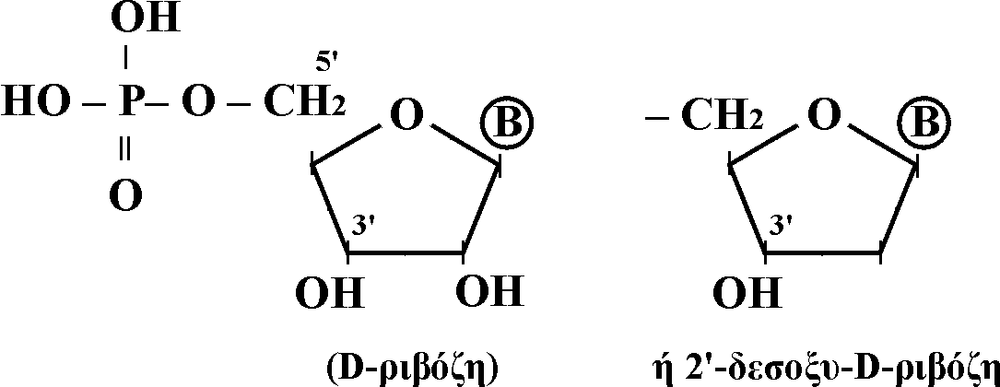 OH
5'
HO – P – O – CH2 O B – CH2 O B
O
3' 3'
OH OH OH
(D-ριβόζη) ή 2'-δεσοξυ-D-ριβόζη